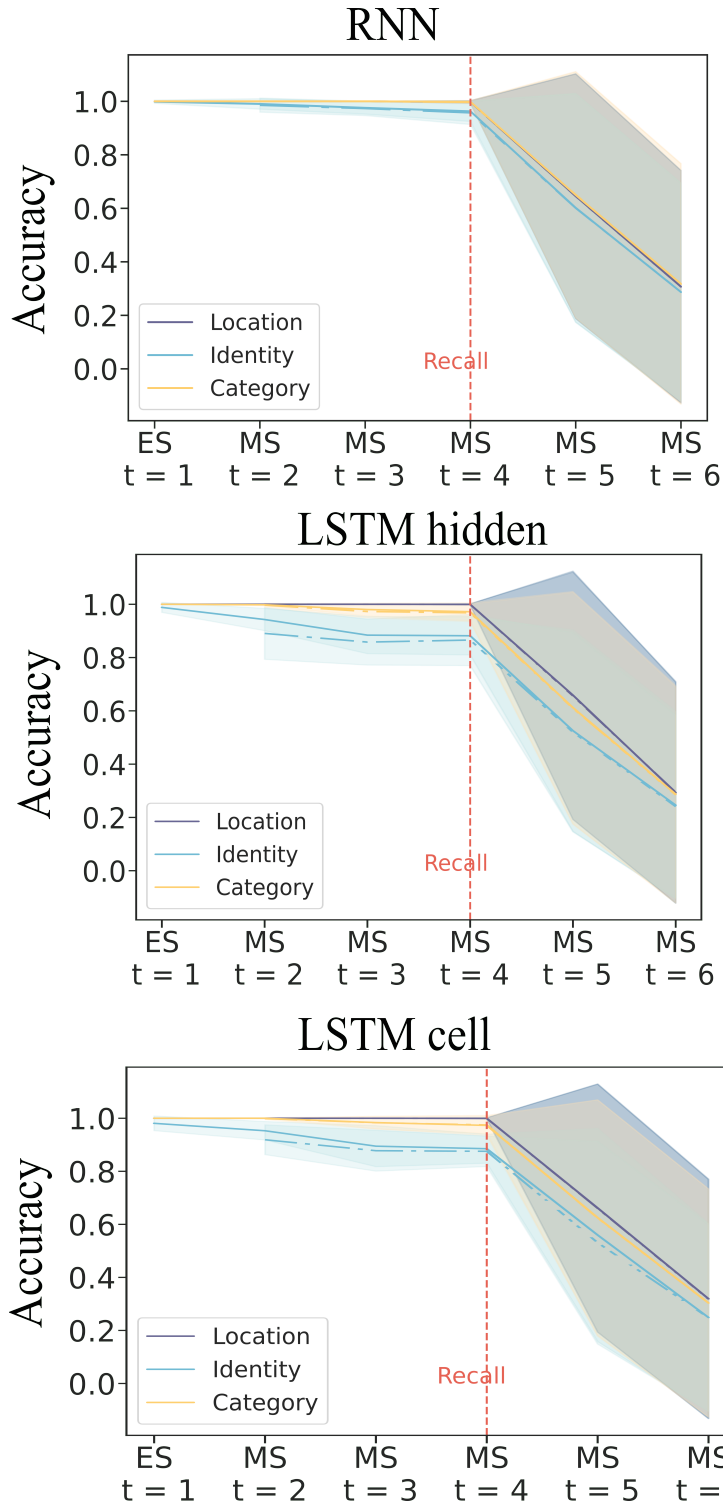 RNN
Accuracy
1.0
0.8
0.6
0.4
0.2
0.0
Location
Identity
Category
Recall
ES MS MS MS MS MS
t = 1 t = 2 t = 3 t = 4 t = 5 t = 6
LSTM hidden
Accuracy
1.0
0.8
0.6
0.4
0.2
0.0
Location
Identity
Category
Recall
ES MS MS MS MS MS
t = 1 t = 2 t = 3 t = 4 t = 5 t = 6
LSTM cell
Accuracy
1.0
0.8
0.6
0.4
0.2
0.0
Location
Identity
Category
Recall
ES MS MS MS MS MS
t = 1 t = 2 t = 3 t = 4 t = 5 t =